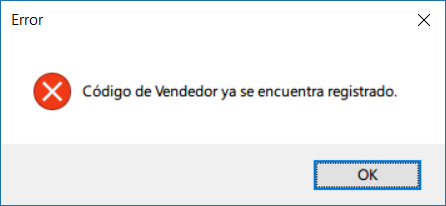 Error
Código de Vendedor ya se encuentra registrado.
OK